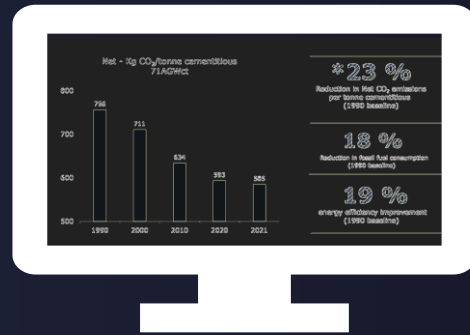 Net - Kg CO₂/tonne cementitious
71AGWct
800
700
600
500
756
711
634
593
585
1990
2000
2010
2020
2021
*23 %
Reduction in Net CO₂ emissions
per tonne cementitious
(1990 baseline)
18 %
Reduction in fossil fuel consumption
(1990 baseline)
19 %
energy efficiency improvement
(1990 baseline)